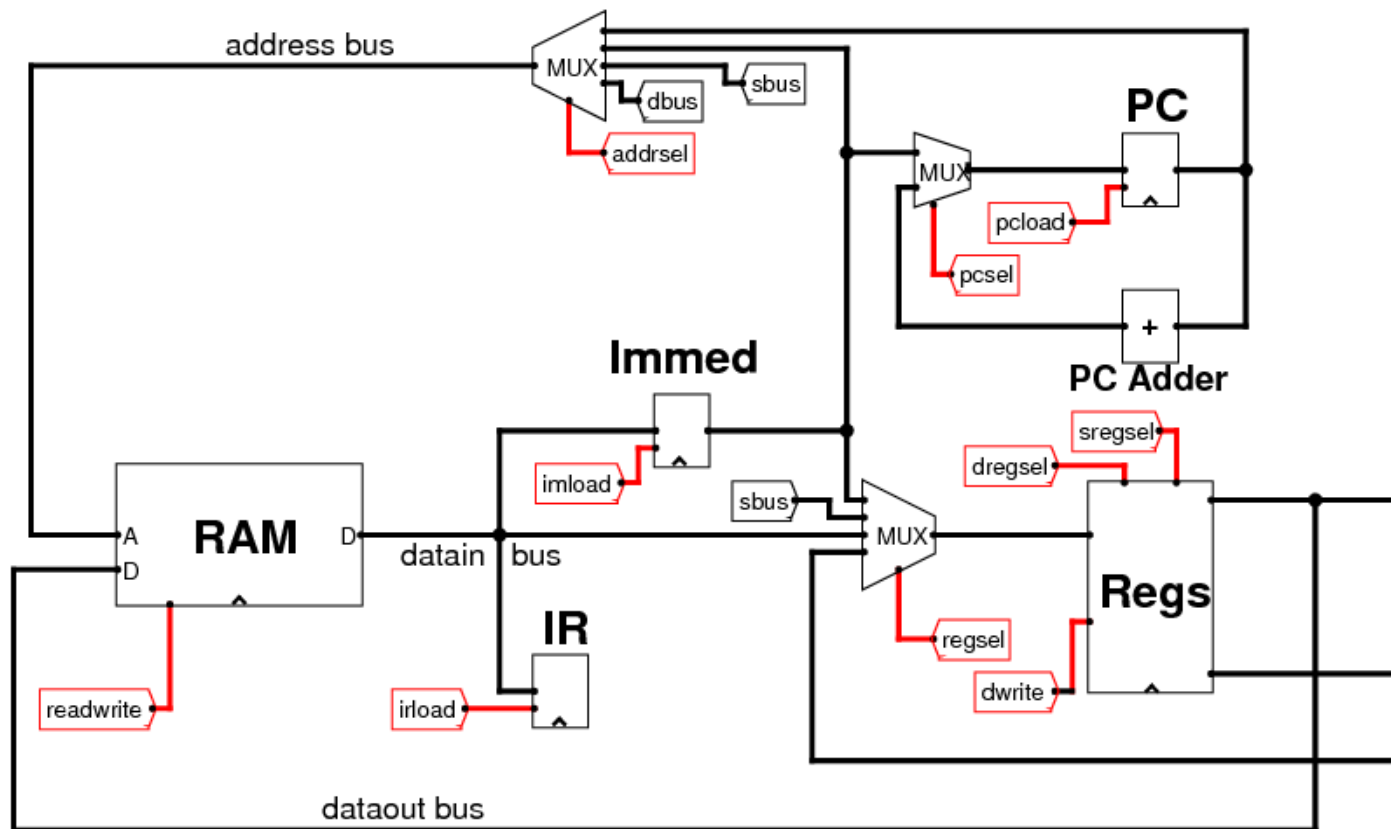 address bus
MUX
sbus
dbus
addrsel
PC
MUX
pcload
pcsel
+
PC Adder
Immed
imload
sregsel
dregsel
sbus
RAM
A
D
D
datain bus
MUX
Regs
IR
regsel
dwrite
readwrite
irload
dataout bus